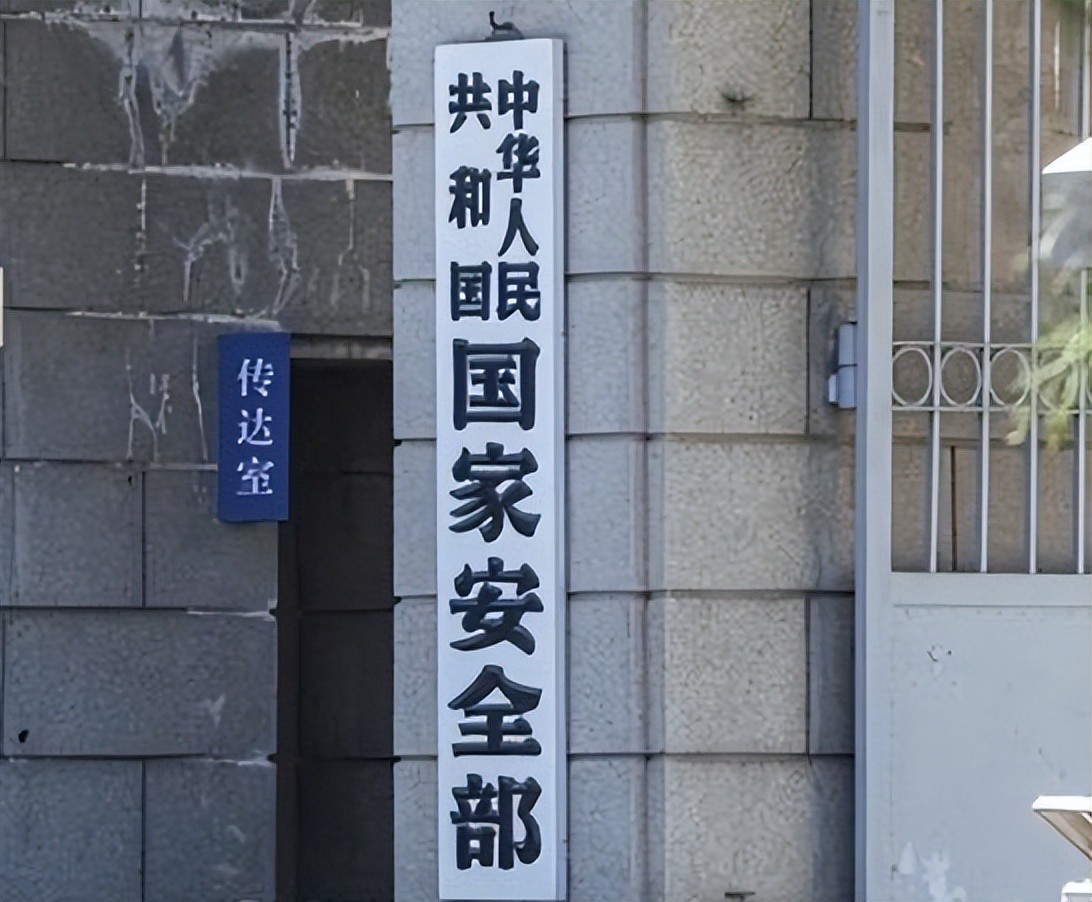 中华人民
共和国
国家安全部
传达室